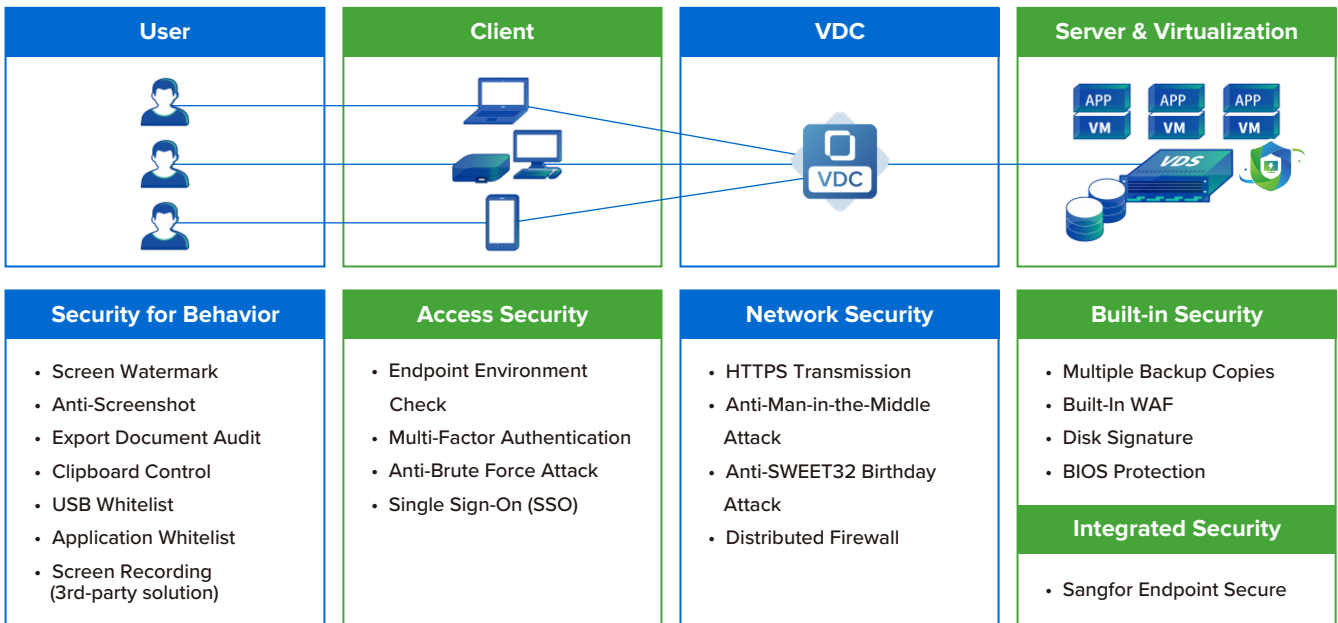 User
Client
VDC
Server & Virtualization
APP
APP
APP
VM
VM
VM
VDS
VDC
Security for Behavior
• Screen Watermark
• Anti-Screenshot
• Export Document Audit
• Clipboard Control
• USB Whitelist
• Application Whitelist
• Screen Recording
(3rd-party solution)
Access Security
• Endpoint Environment
Check
• Multi-Factor Authentication
• Anti-Brute Force Attack
• Single Sign-On (SSO)
Network Security
• HTTPS Transmission
• Anti-Man-in-the-Middle
Attack
• Anti-SWEET32 Birthday
Attack
• Distributed Firewall
Built-in Security
• Multiple Backup Copies
• Built-In WAF
• Disk Signature
• BIOS Protection
Integrated Security
• Sangfor Endpoint Secure